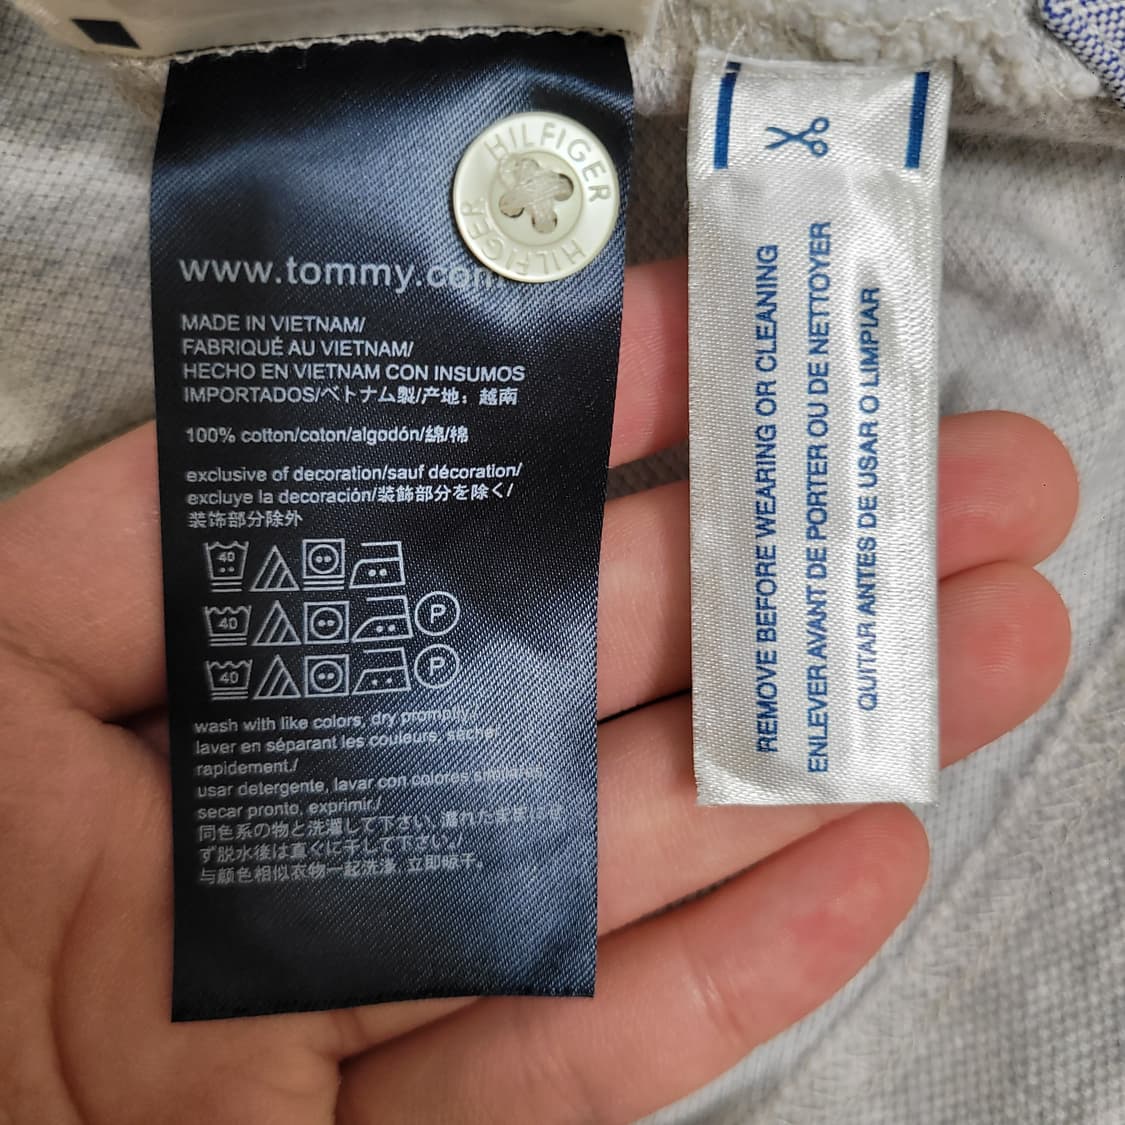 HILFIGER
HILFIGER
HILFIGER
www.tommy.com
MADE IN VIETNAM/
FABRIQUÉ AU VIETNAM/
HECHO EN VIETNAM CON INSUMOS
IMPORTADOS/ベトナム製/产地：越南
100% cotton/coton/algodón/綿/棉
exclusive of decoration/sauf décoration/
excluye la decoración/装飾部分を除く/
装饰部分除外
40
40 P
40 P
wash with like colors, dry promptly./
laver en séparant les couleurs, sécher
rapidement./
usar detergente, lavar con colores similares,
secar pronto, exprimir./
同色系の物と洗濯して下さい. 濡れたまま
ず脱水後は直ぐに干して下さい./
与颜色相似衣物一起洗涤, 立即晾干.
REMOVE BEFORE WEARING OR CLEANING
ENLEVER AVANT DE PORTER OU DE NETTOYER
QUITAR ANTES DE USAR O LIMPIAR